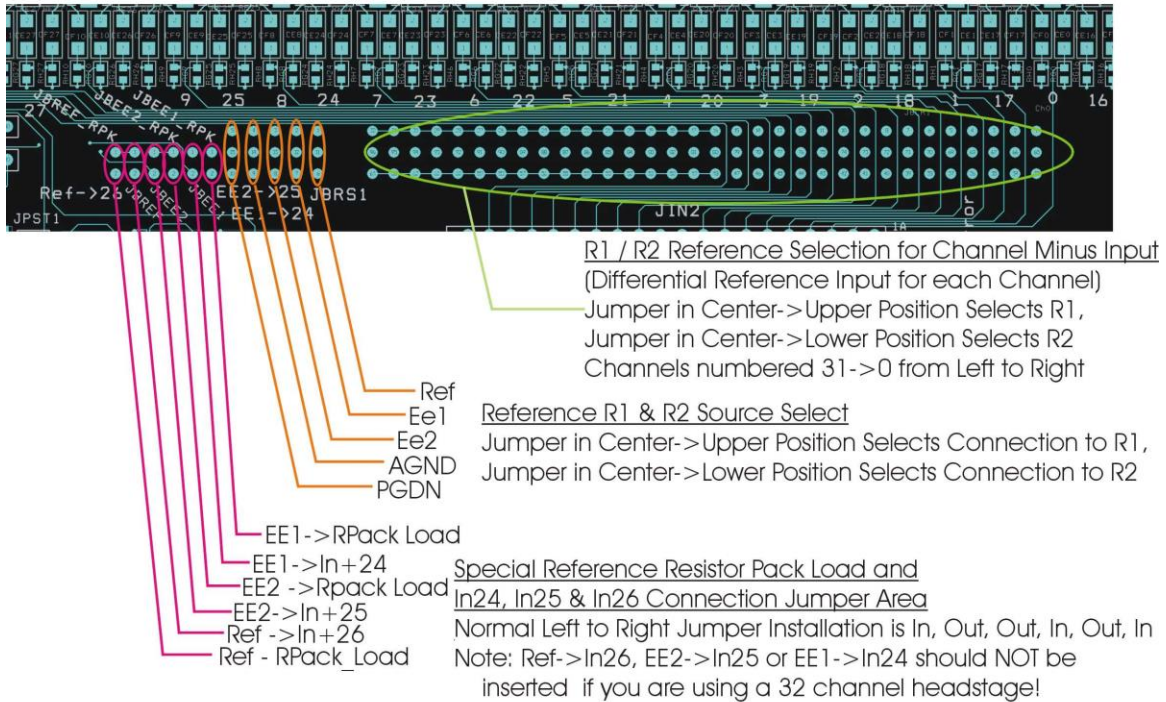 27
9
25
8
24
7
23
6
22
5
21
4
20
3
19
2
18
1
17
0
16
JBREF_RPK
JBEE2_RPK
JBEE1_RPK
Ref->26
JBREF
JBEE2
JBEE1
EE2->25
JBRS1
EE1->24
JPST1
JIN2
1A
R1 / R2 Reference Selection for Channel Minus Input
(Differential Reference Input for each Channel)
Jumper in Center->Upper Position Selects R1,
Jumper in Center->Lower Position Selects R2
Channels numbered 31->0 from Left to Right
Ref
Ee1
Ee2
AGND
PGDN
Reference R1 & R2 Source Select
Jumper in Center->Upper Position Selects Connection to R1,
Jumper in Center->Lower Position Selects Connection to R2
EE1->RPack Load
EE1->In+24
EE2 ->Rpack Load
EE2->In+25
Ref ->In+26
Ref - RPack_Load
Special Reference Resistor Pack Load and
In24, In25 & In26 Connection Jumper Area
Normal Left to Right Jumper Installation is In, Out, Out, In, Out, In
Note: Ref->In26, EE2->In25 or EE1->In24 should NOT be
inserted if you are using a 32 channel headstage!